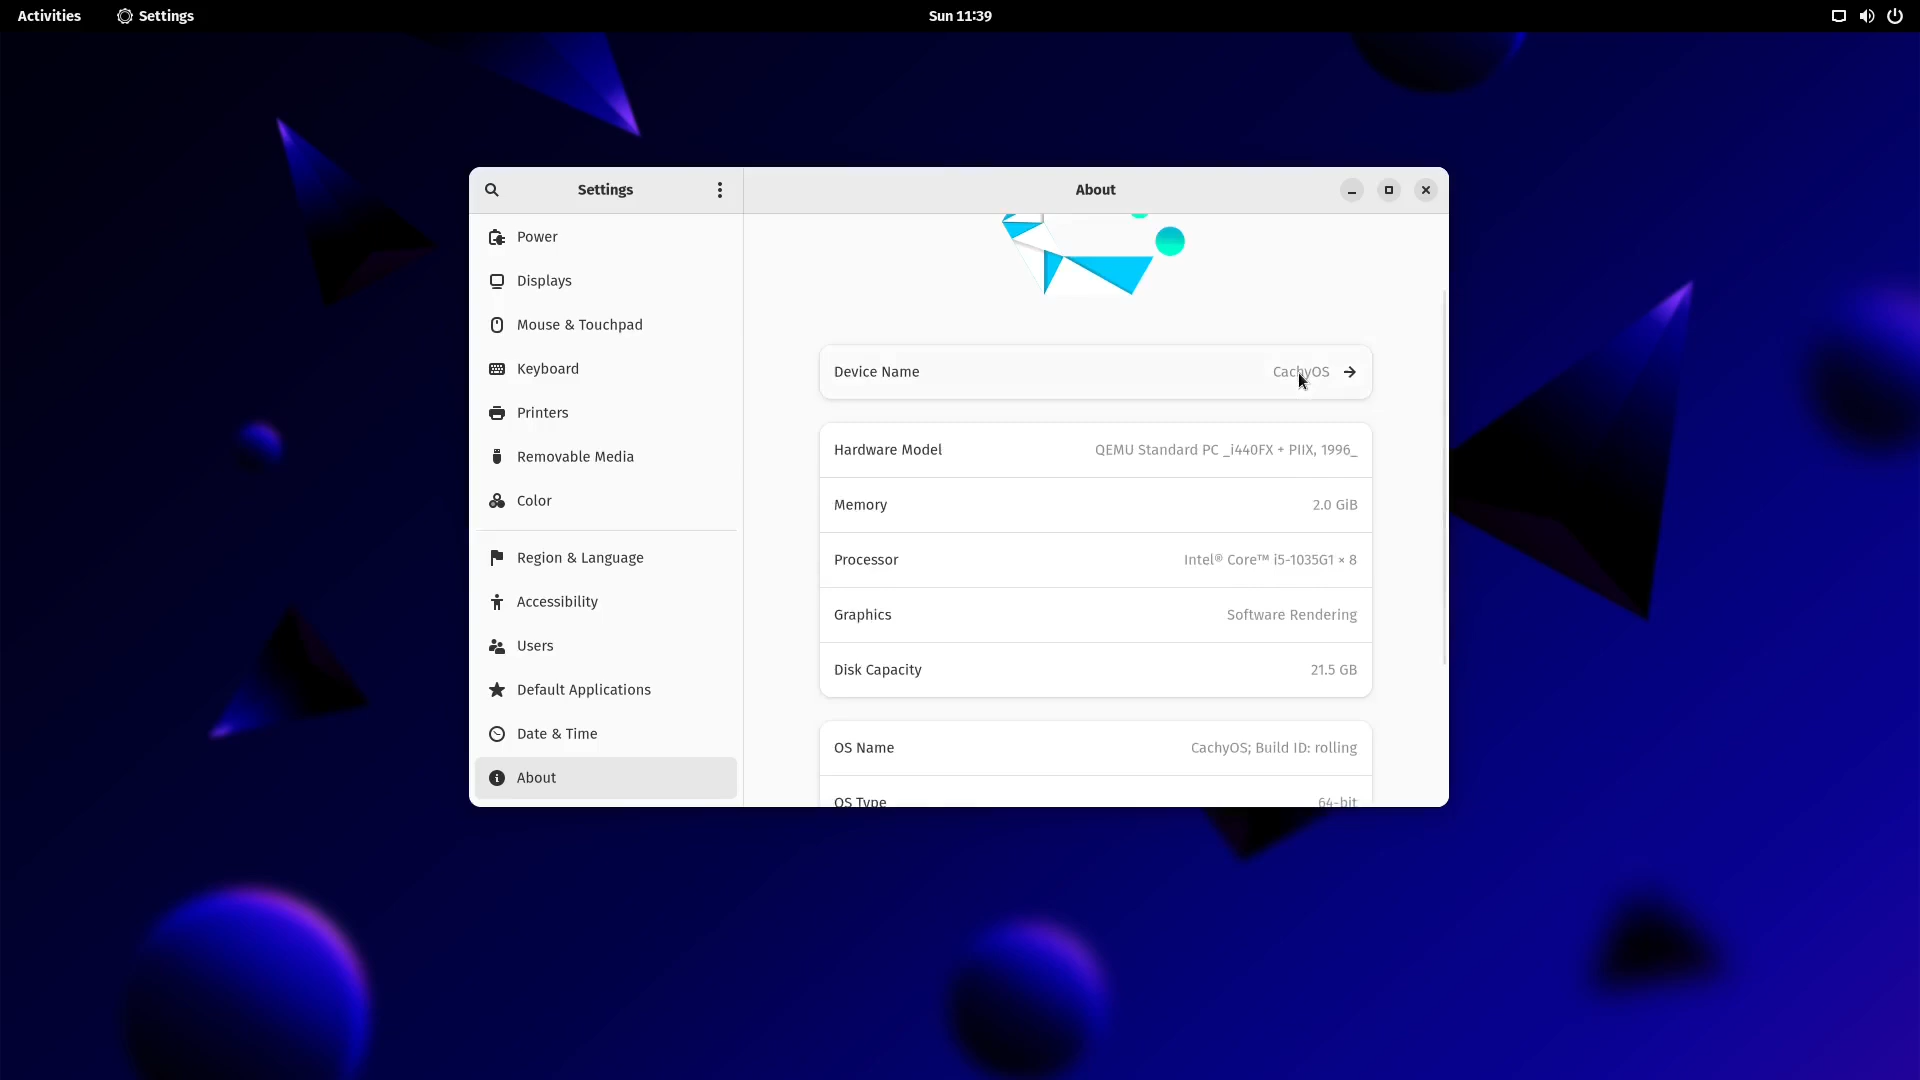 Activities
Settings
Sun 11:39
Settings
About
Power
Displays
Mouse & Touchpad
Keyboard
Printers
Removable Media
Color
Region & Language
Accessibility
Users
Default Applications
Date & Time
About
Device Name CachyOS
Hardware Model QEMU Standard PC _i440FX + PIIX, 1996_
Memory 2.0 GiB
Processor Intel® Core™ i5-1035G1 × 8
Graphics Software Rendering
Disk Capacity 21.5 GB
OS Name CachyOS; Build ID: rolling
OS Type 64-bit